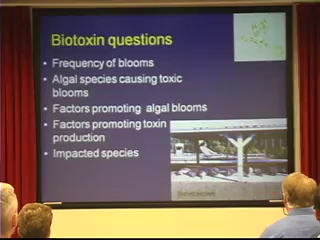 Biotoxin questions
• Frequency of blooms
• Algal species causing toxic
blooms
• Factors promoting algal blooms
• Factors promoting toxin
production
• Impacted species